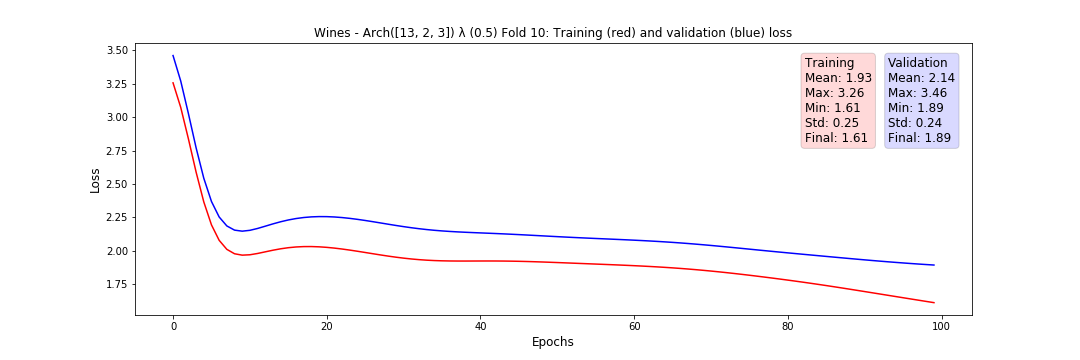 Wines - Arch([13, 2, 3]) λ (0.5) Fold 10: Training (red) and validation (blue) loss
3.50
3.25
3.00
2.75
2.50
2.25
2.00
1.75
Loss
Training
Mean: 1.93
Max: 3.26
Min: 1.61
Std: 0.25
Final: 1.61
Validation
Mean: 2.14
Max: 3.46
Min: 1.89
Std: 0.24
Final: 1.89
0
20
40
60
80
100
Epochs